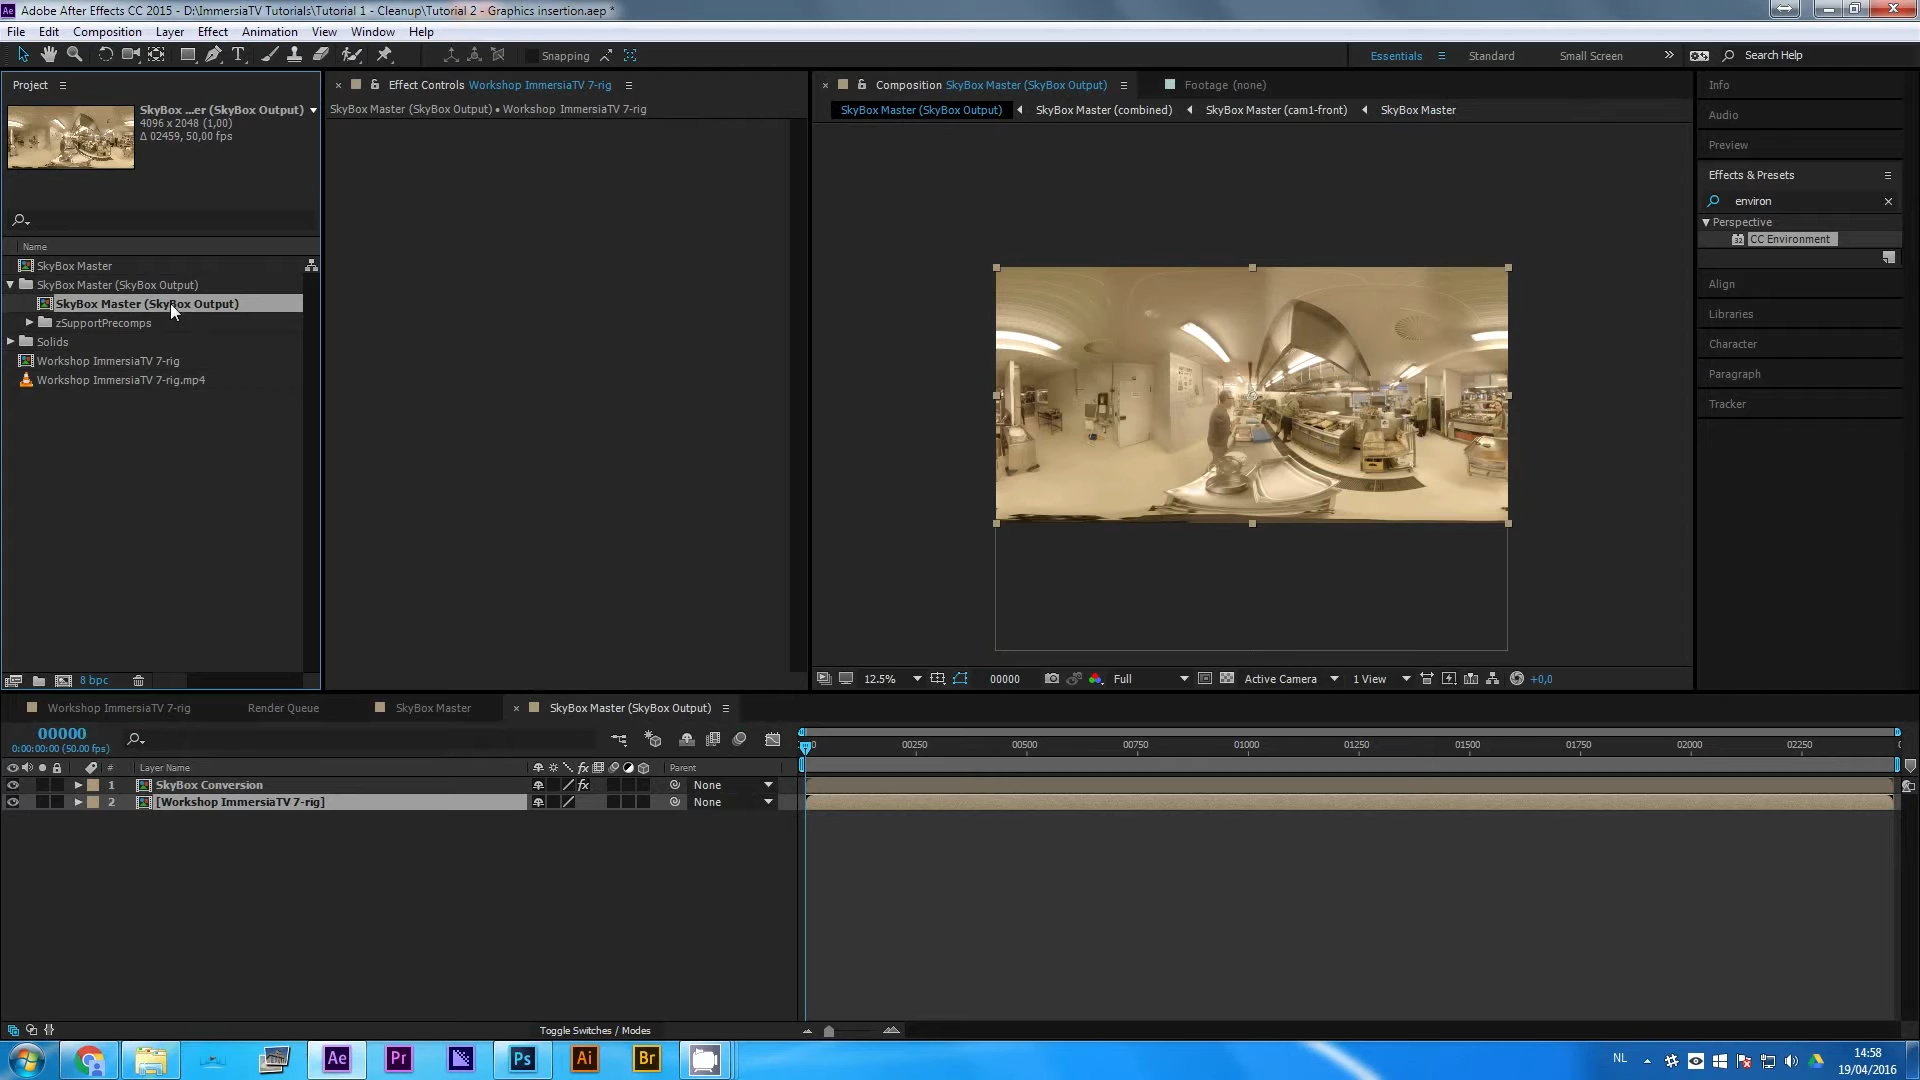 Adobe After Effects CC 2015 - D:\ImmersiaTV Tutorials\Tutorial 1 - Cleanup\Tutorial 2 - Graphics insertion.aep *
File Edit Composition Layer Effect Animation View Window Help
Snapping
Essentials Standard Small Screen Search Help
Project
SkyBox ...er (SkyBox Output)
4096 x 2048 (1,00)
Δ 02459, 50,00 fps
Name
SkyBox Master
SkyBox Master (SkyBox Output)
SkyBox Master (SkyBox Output)
zSupportPrecomps
Solids
Workshop ImmersiaTV 7-rig
Workshop ImmersiaTV 7-rig.mp4
8 bpc
Effect Controls Workshop ImmersiaTV 7-rig
SkyBox Master (SkyBox Output) • Workshop ImmersiaTV 7-rig
Composition SkyBox Master (SkyBox Output) Footage (none)
SkyBox Master (SkyBox Output) SkyBox Master (combined) SkyBox Master (cam1-front) SkyBox Master
12.5% 00000 Full Active Camera 1 View +0,0
Info
Audio
Preview
Effects & Presets
environ
Perspective
32 CC Environment
Align
Libraries
Character
Paragraph
Tracker
Workshop ImmersiaTV 7-rig Render Queue SkyBox Master SkyBox Master (SkyBox Output)
00000
0:00:00:00 (50.00 fps)
00250 00500 00750 01000 01250 01500 01750 02000 02250
# Layer Name fx Parent
1 SkyBox Conversion fx None
2 [Workshop ImmersiaTV 7-rig] None
Toggle Switches / Modes
Ae Pr Ps Ai Br
NL
14:58
19/04/2016